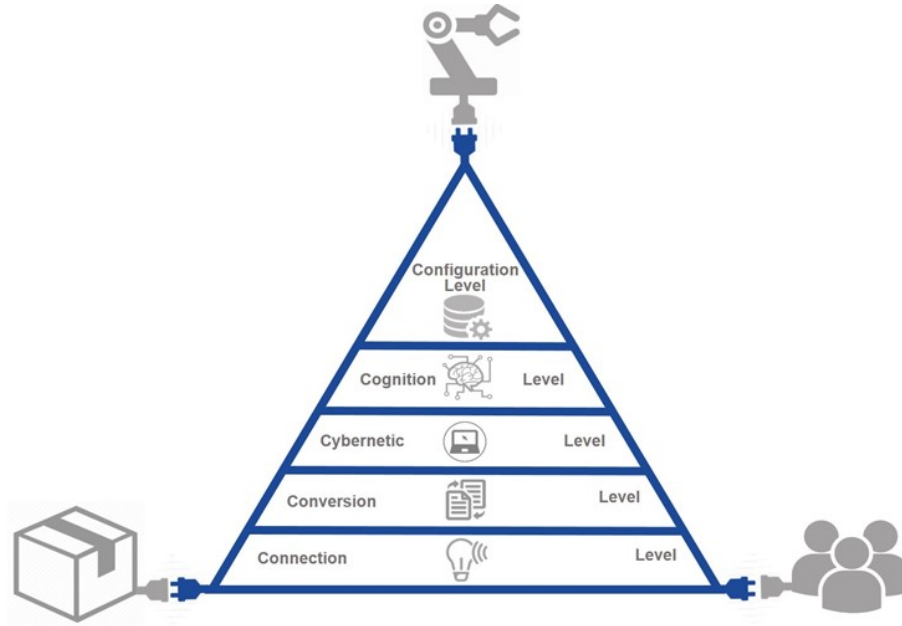 Configuration
Level
Cognition Level
Cybernetic Level
Conversion Level
Connection Level